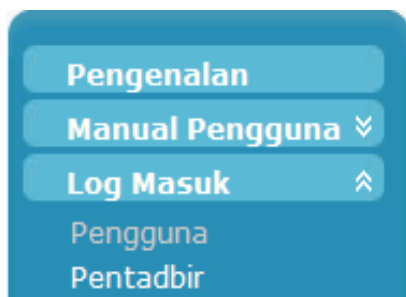 Pengenalan
Manual Pengguna
Log Masuk
Pengguna
Pentadbir